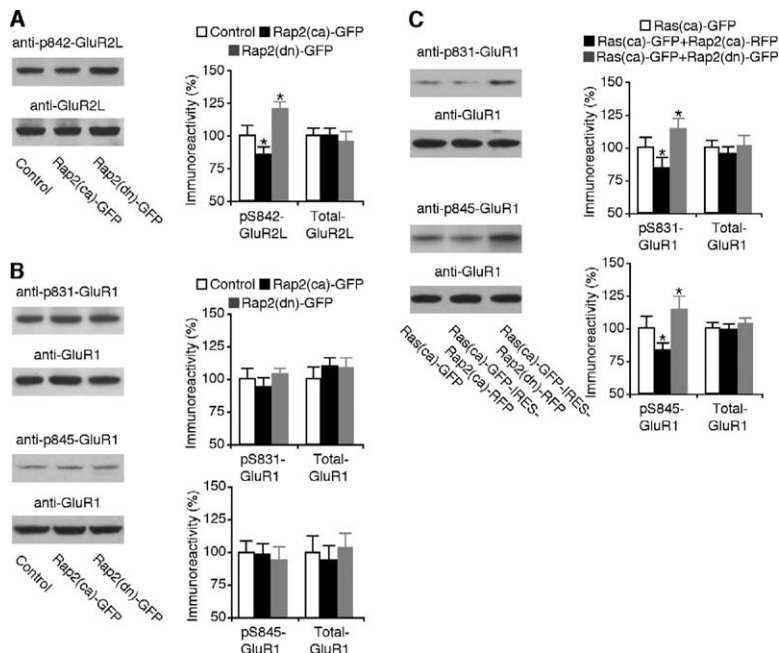 A
anti-p842-GluR2L
anti-GluR2L
Control
Rap2(ca)-GFP
Rap2(dn)-GFP
Control Rap2(ca)-GFP
Rap2(dn)-GFP
Immunoreactivity (%)
150
125
100
75
50
*
*
pS842-
GluR2L
Total-
GluR2L
B
anti-p831-GluR1
anti-GluR1
anti-p845-GluR1
anti-GluR1
Control
Rap2(ca)-GFP
Rap2(dn)-GFP
Control Rap2(ca)-GFP
Rap2(dn)-GFP
Immunoreactivity (%)
150
125
100
75
50
pS831-
GluR1
Total-
GluR1
Immunoreactivity (%)
150
125
100
75
50
pS845-
GluR1
Total-
GluR1
C
anti-p831-GluR1
anti-GluR1
anti-p845-GluR1
anti-GluR1
Ras(ca)-GFP
Ras(ca)-GFP-IRES-
Rap2(ca)-RFP
Ras(ca)-GFP-IRES-
Rap2(dn)-RFP
Ras(ca)-GFP
Ras(ca)-GFP+Rap2(ca)-RFP
Ras(ca)-GFP+Rap2(dn)-GFP
Immunoreactivity (%)
150
125
100
75
50
*
*
pS831-
GluR1
Total-
GluR1
Immunoreactivity (%)
150
125
100
75
50
*
*
pS845-
GluR1
Total-
GluR1